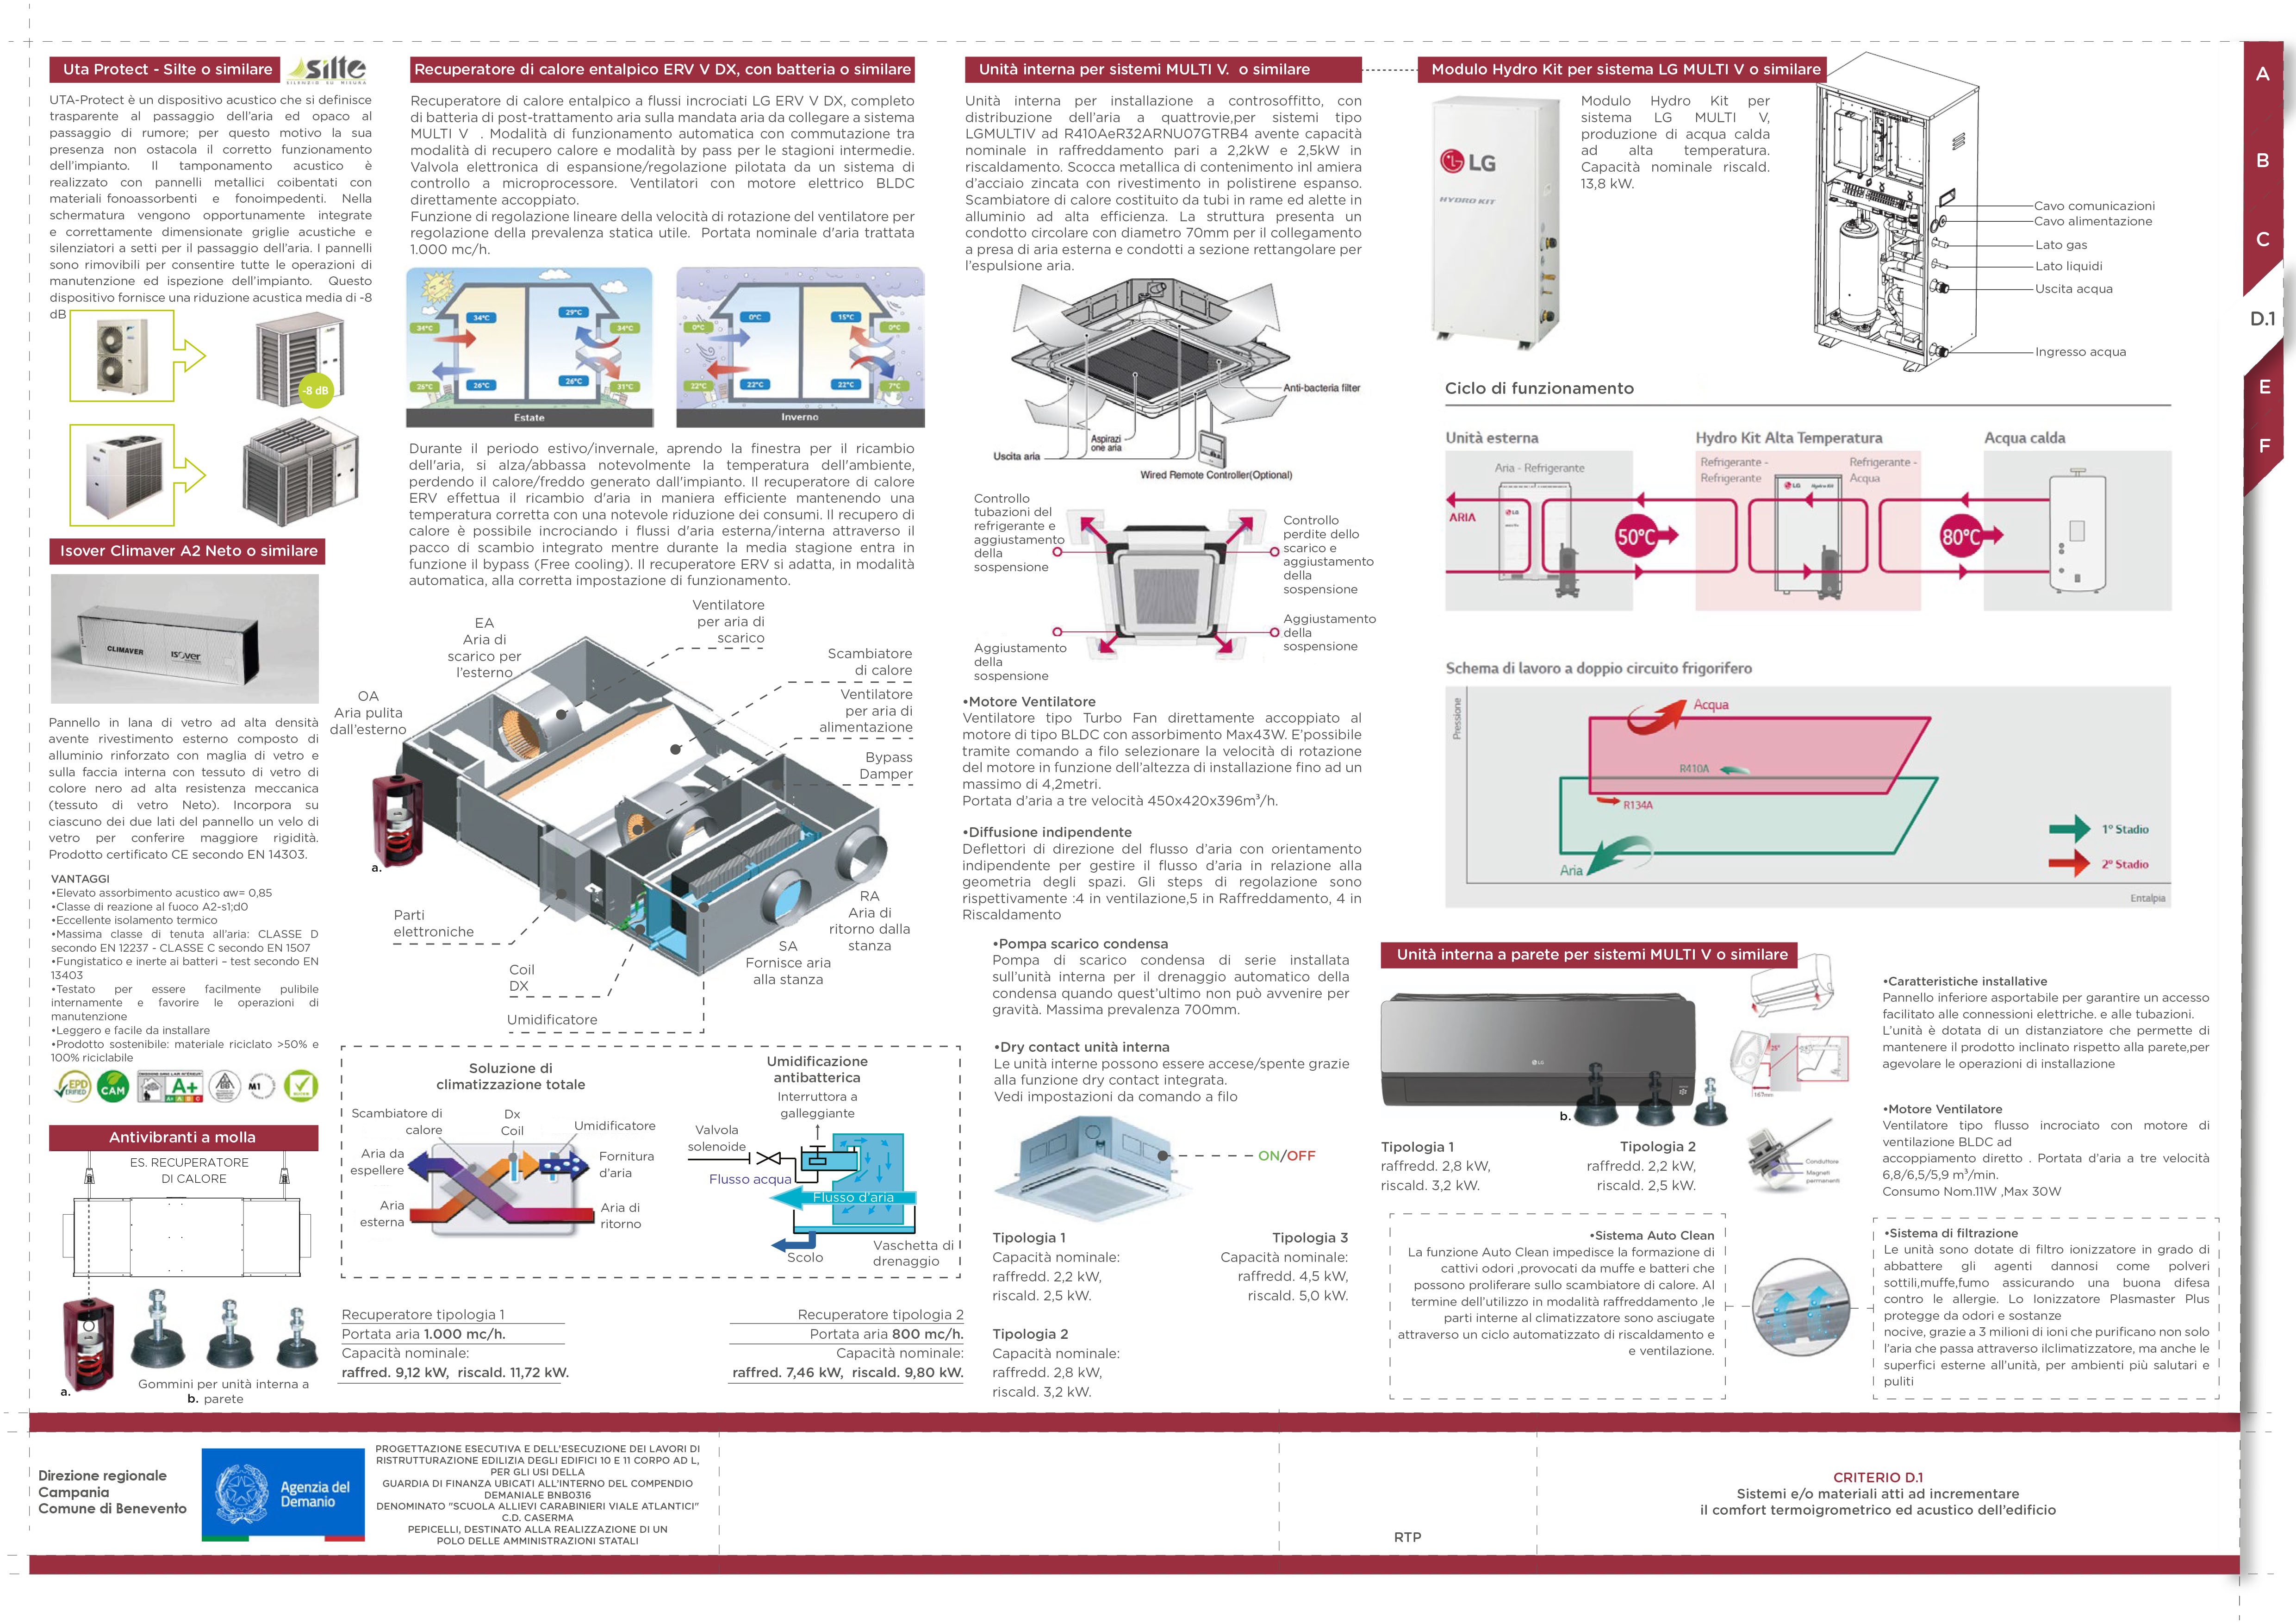 Uta Protect - Silte o similare
silte
SILENZIO SU MISURA
UTA-Protect è un dispositivo acustico che si definisce
trasparente al passaggio dell'aria ed opaco al
passaggio di rumore; per questo motivo la sua
presenza non ostacola il corretto funzionamento
dell'impianto. Il tamponamento acustico è
realizzato con pannelli metallici coibentati con
materiali fonoassorbenti e fonoimpedenti. Nella
schermatura vengono opportunamente integrate
e correttamente dimensionate griglie acustiche e
silenziatori a setti per il passaggio dell'aria. I pannelli
sono rimovibili per consentire tutte le operazioni di
manutenzione ed ispezione dell'impianto. Questo
dispositivo fornisce una riduzione acustica media di -8
dB
-8 dB
Isover Climaver A2 Neto o similare
CLIMAVER
isover
Pannello in lana di vetro ad alta densità
avente rivestimento esterno composto di
alluminio rinforzato con maglia di vetro e
sulla faccia interna con tessuto di vetro di
colore nero ad alta resistenza meccanica
(tessuto di vetro Neto). Incorpora su
ciascuno dei due lati del pannello un velo di
vetro per conferire maggiore rigidità.
Prodotto certificato CE secondo EN 14303.
VANTAGGI
•Elevato assorbimento acustico αw= 0,85
•Classe di reazione al fuoco A2-s1;d0
•Eccellente isolamento termico
•Massima classe di tenuta all'aria: CLASSE D
secondo EN 12237 - CLASSE C secondo EN 1507
•Fungistatico e inerte ai batteri – test secondo EN
13403
•Testato per essere facilmente pulibile
internamente e favorire le operazioni di
manutenzione
•Leggero e facile da installare
•Prodotto sostenibile: materiale riciclato >50% e
100% riciclabile
EPD
VERIFIED
CAM
A+
M1
Antivibranti a molla
ES. RECUPERATORE
DI CALORE
a.
Gommini per unità interna a
b. parete
Recuperatore di calore entalpico ERV V DX, con batteria o similare
Recuperatore di calore entalpico a flussi incrociati LG ERV V DX, completo
di batteria di post-trattamento aria sulla mandata aria da collegare a sistema
MULTI V . Modalità di funzionamento automatica con commutazione tra
modalità di recupero calore e modalità by pass per le stagioni intermedie.
Valvola elettronica di espansione/regolazione pilotata da un sistema di
controllo a microprocessore. Ventilatori con motore elettrico BLDC
direttamente accoppiato.
Funzione di regolazione lineare della velocità di rotazione del ventilatore per
regolazione della prevalenza statica utile. Portata nominale d'aria trattata
1.000 mc/h.
34°C
34°C
29°C
34°C
26°C
26°C
26°C
31°C
Estate
0°C
0°C
15°C
0°C
22°C
22°C
22°C
7°C
Inverno
Durante il periodo estivo/invernale, aprendo la finestra per il ricambio
dell'aria, si alza/abbassa notevolmente la temperatura dell'ambiente,
perdendo il calore/freddo generato dall'impianto. Il recuperatore di calore
ERV effettua il ricambio d'aria in maniera efficiente mantenendo una
temperatura corretta con una notevole riduzione dei consumi. Il recupero di
calore è possibile incrociando i flussi d'aria esterna/interna attraverso il
pacco di scambio integrato mentre durante la media stagione entra in
funzione il bypass (Free cooling). Il recuperatore ERV si adatta, in modalità
automatica, alla corretta impostazione di funzionamento.
Ventilatore
per aria di
scarico
EA
Aria di
scarico per
l'esterno
Scambiatore
di calore
OA
Aria pulita
dall'esterno
Ventilatore
per aria di
alimentazione
Bypass
Damper
a.
RA
Aria di
ritorno dalla
stanza
Parti
elettroniche
SA
Fornisce aria
alla stanza
Coil
DX
Umidificatore
Soluzione di
climatizzazione totale
Scambiatore di
calore
Dx
Coil
Umidificatore
Aria da
espellere
Fornitura
d'aria
Aria
esterna
Aria di
ritorno
Umidificazione
antibatterica
Interruttora a
galleggiante
Valvola
solenoide
Flusso acqua
Flusso d'aria
Scolo
Vaschetta di
drenaggio
Recuperatore tipologia 1
Portata aria 1.000 mc/h.
Capacità nominale:
raffred. 9,12 kW, riscald. 11,72 kW.
Recuperatore tipologia 2
Portata aria 800 mc/h.
Capacità nominale:
raffred. 7,46 kW, riscald. 9,80 kW.
Unità interna per sistemi MULTI V. o similare
Unità interna per installazione a controsoffitto, con
distribuzione dell'aria a quattrovie,per sistemi tipo
LGMULTIV ad R410AeR32ARNU07GTRB4 avente capacità
nominale in raffreddamento pari a 2,2kW e 2,5kW in
riscaldamento. Scocca metallica di contenimento inl amiera
d'acciaio zincata con rivestimento in polistirene espanso.
Scambiatore di calore costituito da tubi in rame ed alette in
alluminio ad alta efficienza. La struttura presenta un
condotto circolare con diametro 70mm per il collegamento
a presa di aria esterna e condotti a sezione rettangolare per
l'espulsione aria.
Anti-bacteria filter
Aspirazi
one aria
Uscita aria
Wired Remote Controller(Optional)
Controllo
tubazioni del
refrigerante e
aggiustamento
della
sospensione
Controllo
perdite dello
scarico e
aggiustamento
della
sospensione
Aggiustamento
della
sospensione
Aggiustamento
della
sospensione
•Motore Ventilatore
Ventilatore tipo Turbo Fan direttamente accoppiato al
motore di tipo BLDC con assorbimento Max43W. E'possibile
tramite comando a filo selezionare la velocità di rotazione
del motore in funzione dell'altezza di installazione fino ad un
massimo di 4,2metri.
Portata d'aria a tre velocità 450x420x396m³/h.
•Diffusione indipendente
Deflettori di direzione del flusso d'aria con orientamento
indipendente per gestire il flusso d'aria in relazione alla
geometria degli spazi. Gli steps di regolazione sono
rispettivamente :4 in ventilazione,5 in Raffreddamento, 4 in
Riscaldamento
•Pompa scarico condensa
Pompa di scarico condensa di serie installata
sull'unità interna per il drenaggio automatico della
condensa quando quest'ultimo non può avvenire per
gravità. Massima prevalenza 700mm.
•Dry contact unità interna
Le unità interne possono essere accese/spente grazie
alla funzione dry contact integrata.
Vedi impostazioni da comando a filo
ON/OFF
Tipologia 1
Capacità nominale:
raffredd. 2,2 kW,
riscald. 2,5 kW.
Tipologia 3
Capacità nominale:
raffredd. 4,5 kW,
riscald. 5,0 kW.
Tipologia 2
Capacità nominale:
raffredd. 2,8 kW,
riscald. 3,2 kW.
Modulo Hydro Kit per sistema LG MULTI V o similare
LG
HYDRO KIT
Modulo Hydro Kit per
sistema LG MULTI V,
produzione di acqua calda
ad alta temperatura.
Capacità nominale riscald.
13,8 kW.
Cavo comunicazioni
Cavo alimentazione
Lato gas
Lato liquidi
Uscita acqua
Ingresso acqua
Ciclo di funzionamento
Unità esterna
Hydro Kit Alta Temperatura
Acqua calda
Aria - Refrigerante
Refrigerante -
Refrigerante
Refrigerante -
Acqua
ARIA
50°C
80°C
Schema di lavoro a doppio circuito frigorifero
Pressione
Acqua
R410A
R134A
Aria
1° Stadio
2° Stadio
Entalpia
Unità interna a parete per sistemi MULTI V o similare
LG
b.
Tipologia 1
raffredd. 2,8 kW,
riscald. 3,2 kW.
Tipologia 2
raffredd. 2,2 kW,
riscald. 2,5 kW.
25°
167mm
Conduttore
Magneti
permanenti
•Caratteristiche installative
Pannello inferiore asportabile per garantire un accesso
facilitato alle connessioni elettriche. e alle tubazioni.
L'unità è dotata di un distanziatore che permette di
mantenere il prodotto inclinato rispetto alla parete,per
agevolare le operazioni di installazione
•Motore Ventilatore
Ventilatore tipo flusso incrociato con motore di
ventilazione BLDC ad
accoppiamento diretto . Portata d'aria a tre velocità
6,8/6,5/5,9 m³/min.
Consumo Nom.11W ,Max 30W
•Sistema Auto Clean
La funzione Auto Clean impedisce la formazione di
cattivi odori ,provocati da muffe e batteri che
possono proliferare sullo scambiatore di calore. Al
termine dell'utilizzo in modalità raffreddamento ,le
parti interne al climatizzatore sono asciugate
attraverso un ciclo automatizzato di riscaldamento e
e ventilazione.
•Sistema di filtrazione
Le unità sono dotate di filtro ionizzatore in grado di
abbattere gli agenti dannosi come polveri
sottili,muffe,fumo assicurando una buona difesa
contro le allergie. Lo Ionizzatore Plasmaster Plus
protegge da odori e sostanze
nocive, grazie a 3 milioni di ioni che purificano non solo
l'aria che passa attraverso ilclimatizzatore, ma anche le
superfici esterne all'unità, per ambienti più salutari e
puliti
A
B
C
D.1
E
F
Direzione regionale
Campania
Comune di Benevento
Agenzia del
Demanio
PROGETTAZIONE ESECUTIVA E DELL'ESECUZIONE DEI LAVORI DI
RISTRUTTURAZIONE EDILIZIA DEGLI EDIFICI 10 E 11 CORPO AD L,
PER GLI USI DELLA
GUARDIA DI FINANZA UBICATI ALL'INTERNO DEL COMPENDIO
DEMANIALE BNB0316
DENOMINATO "SCUOLA ALLIEVI CARABINIERI VIALE ATLANTICI"
C.D. CASERMA
PEPICELLI, DESTINATO ALLA REALIZZAZIONE DI UN
POLO DELLE AMMINISTRAZIONI STATALI
RTP
CRITERIO D.1
Sistemi e/o materiali atti ad incrementare
il comfort termoigrometrico ed acustico dell'edificio